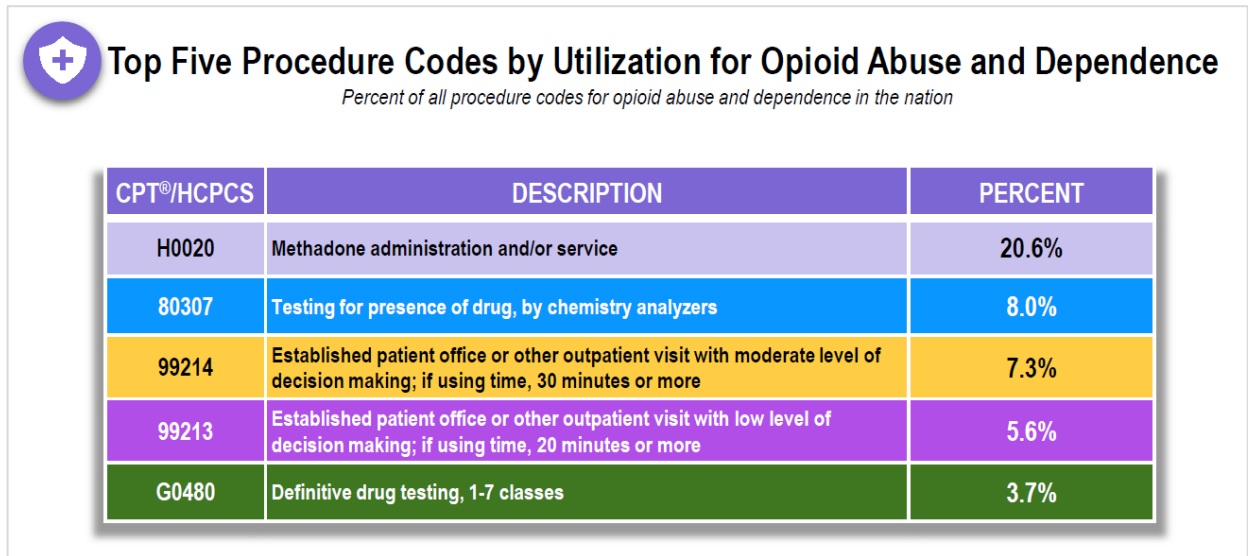 Top Five Procedure Codes by Utilization for Opioid Abuse and Dependence
Percent of all procedure codes for opioid abuse and dependence in the nation
CPT®/HCPCS DESCRIPTION PERCENT
H0020 Methadone administration and/or service 20.6%
80307 Testing for presence of drug, by chemistry analyzers 8.0%
99214 Established patient office or other outpatient visit with moderate level of
decision making; if using time, 30 minutes or more 7.3%
99213 Established patient office or other outpatient visit with low level of
decision making; if using time, 20 minutes or more 5.6%
G0480 Definitive drug testing, 1-7 classes 3.7%